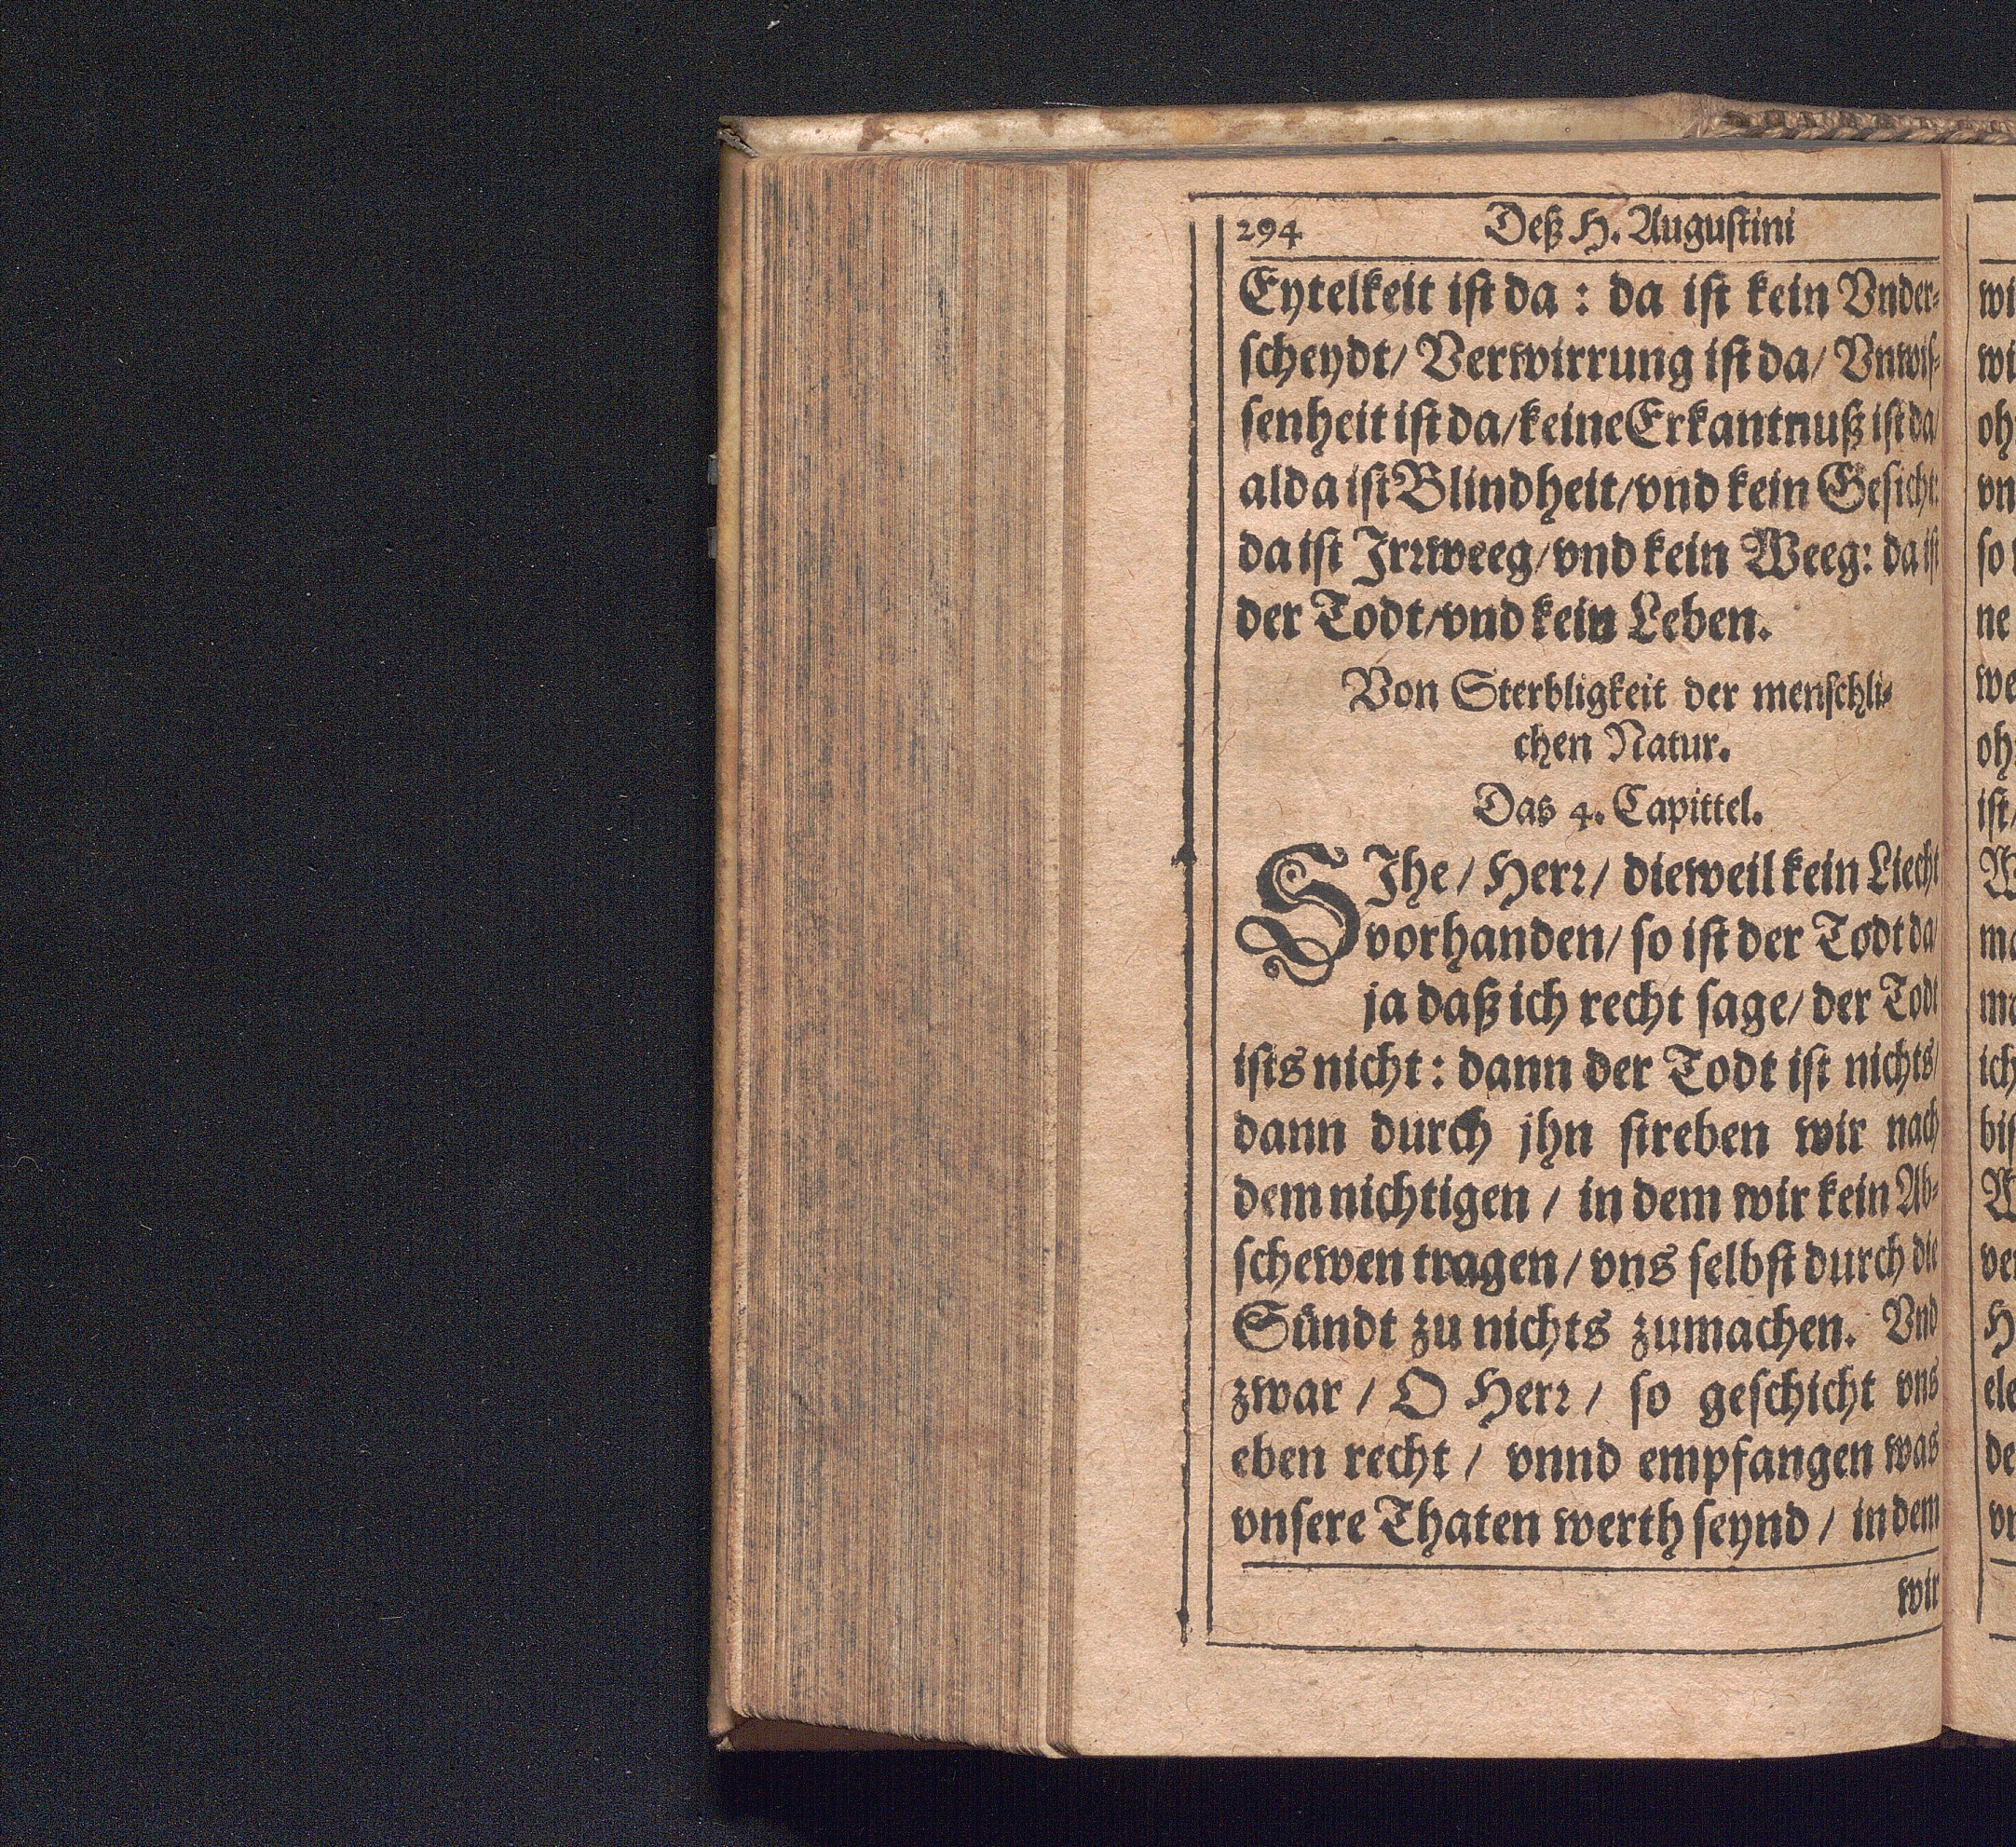 294 Deß H. Augustini
Eytelkeit ist da : da ist kein Vnder-
scheydt/ Verwirrung ist da/ Vnwis-
senheit ist da/ keine Erkantnuß ist da/
alda ist Blindheit/ vnd kein Gesicht:
da ist Irrweeg/ vnd kein Weeg: da ist
der Todt/ vnd kein Leben.
Von Sterbligkeit der menschli-
chen Natur.
Das 4. Capittel.
SIhe / Herr / dieweil kein Liecht
vorhanden/ so ist der Todt da/
ja daß ich recht sage/ der Todt
ists nicht : dann der Todt ist nichts/
dann durch jhn streben wir nach
dem nichtigen / in dem wir kein Ab-
schewen tragen / vns selbst durch die
Sündt zu nichts zumachen. Vnd
zwar / O Herr / so geschicht vns
eben recht / vnnd empfangen was
vnsere Thaten werth seynd / in dem
wir